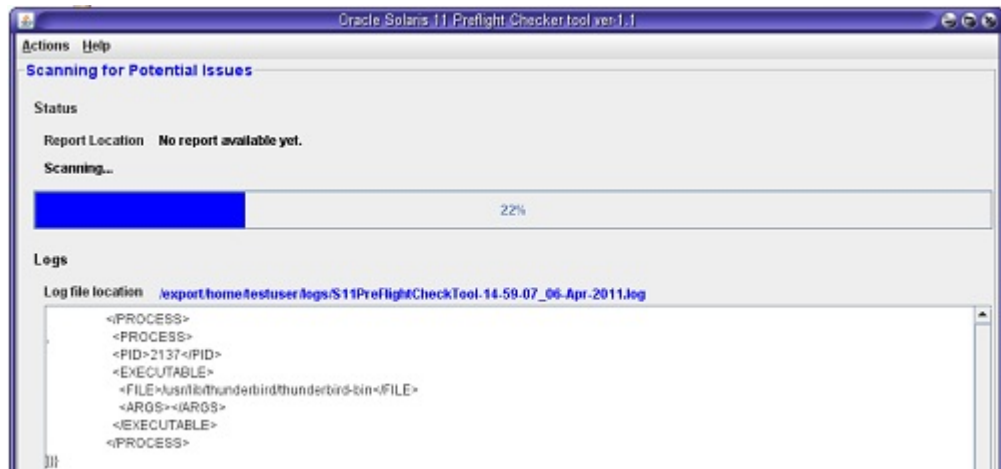 Oracle Solaris 11 Preflight Checker tool ver-1.1
Actions Help
Scanning for Potential Issues
Status
Report Location No report available yet.
Scanning...
22%
Logs
Log file location /export/home/testuser/logs/S11PreFlightCheckTool-14-59-07_06-Apr-2011.log
</PROCESS>
<PROCESS>
<PID>2137</PID>
<EXECUTABLE>
<FILE>/usr/lib/thunderbird/thunderbird-bin</FILE>
<ARGS></ARGS>
</EXECUTABLE>
</PROCESS>
]}}